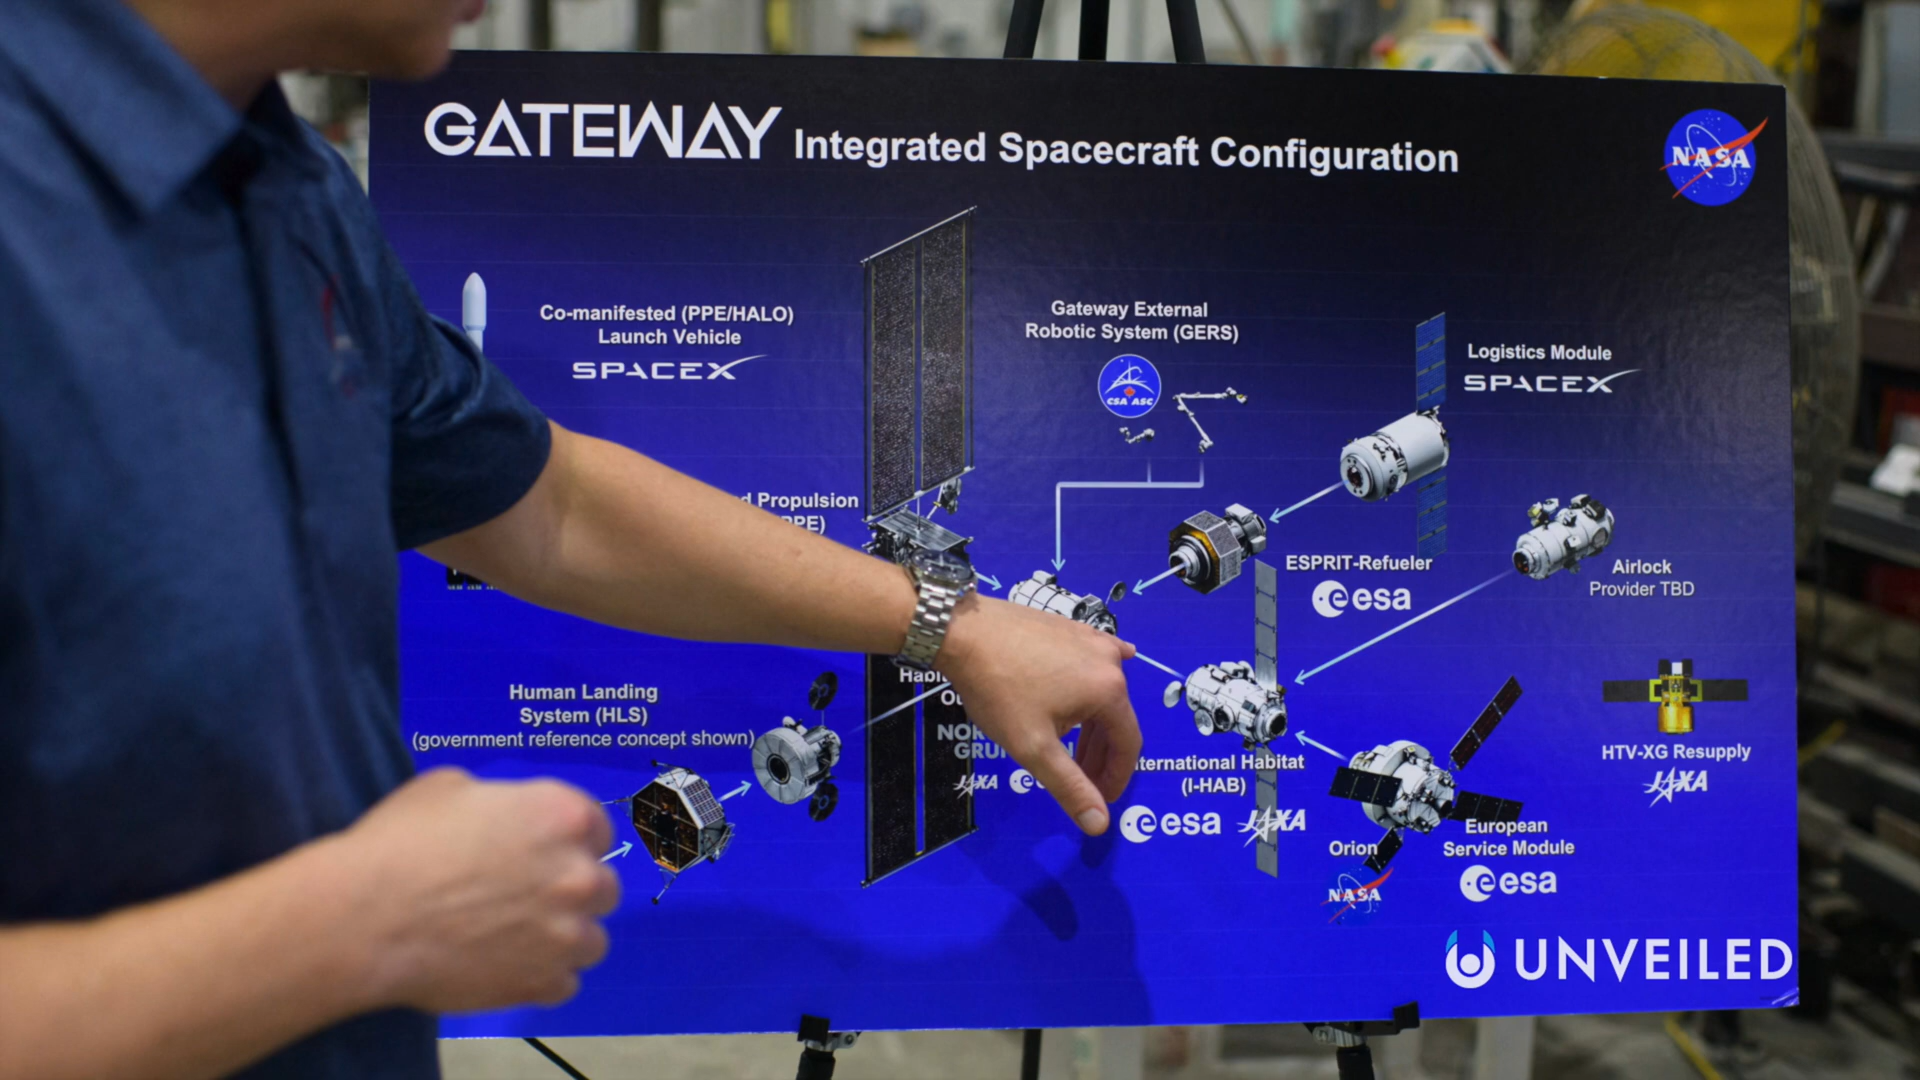 GATEWAY Integrated Spacecraft Configuration
NASA
Co-manifested (PPE/HALO)
Launch Vehicle
SPACEX
Gateway External
Robotic System (GERS)
CSA ASC
Logistics Module
SPACEX
Propulsion
ESPRIT-Refueler
esa
Airlock
Provider TBD
Human Landing
System (HLS)
(government reference concept shown)
JAXA
International Habitat
(I-HAB)
esa JAXA
HTV-XG Resupply
JAXA
Orion
NASA
European
Service Module
esa
UNVEILED